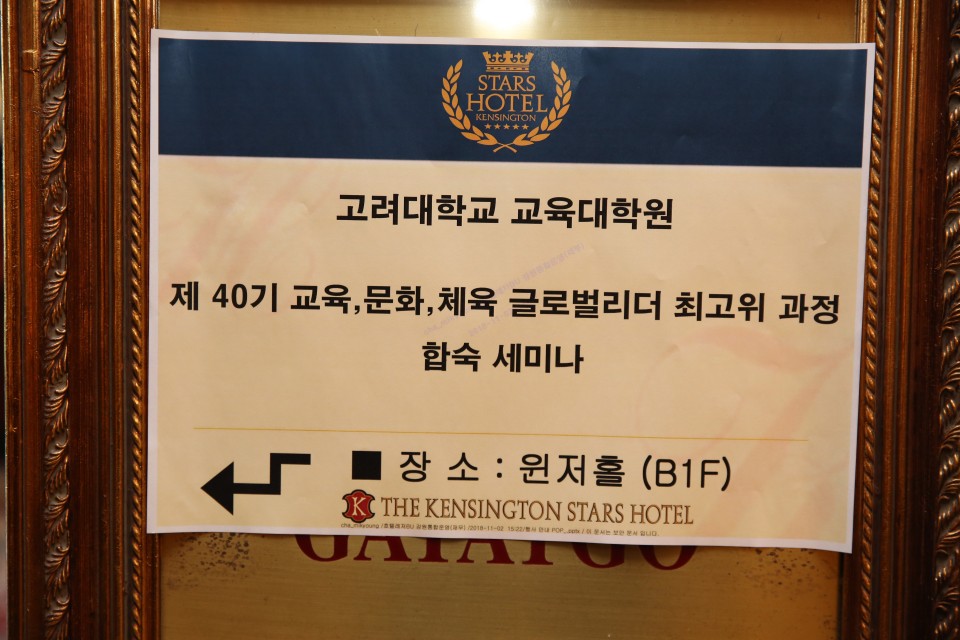 STARS
HOTEL
KENSINGTON
고려대학교 교육대학원
제 40기 교육,문화,체육 글로벌리더 최고위 과정
합숙 세미나
■ 장 소 : 윈저홀 (B1F)
K THE KENSINGTON STARS HOTEL